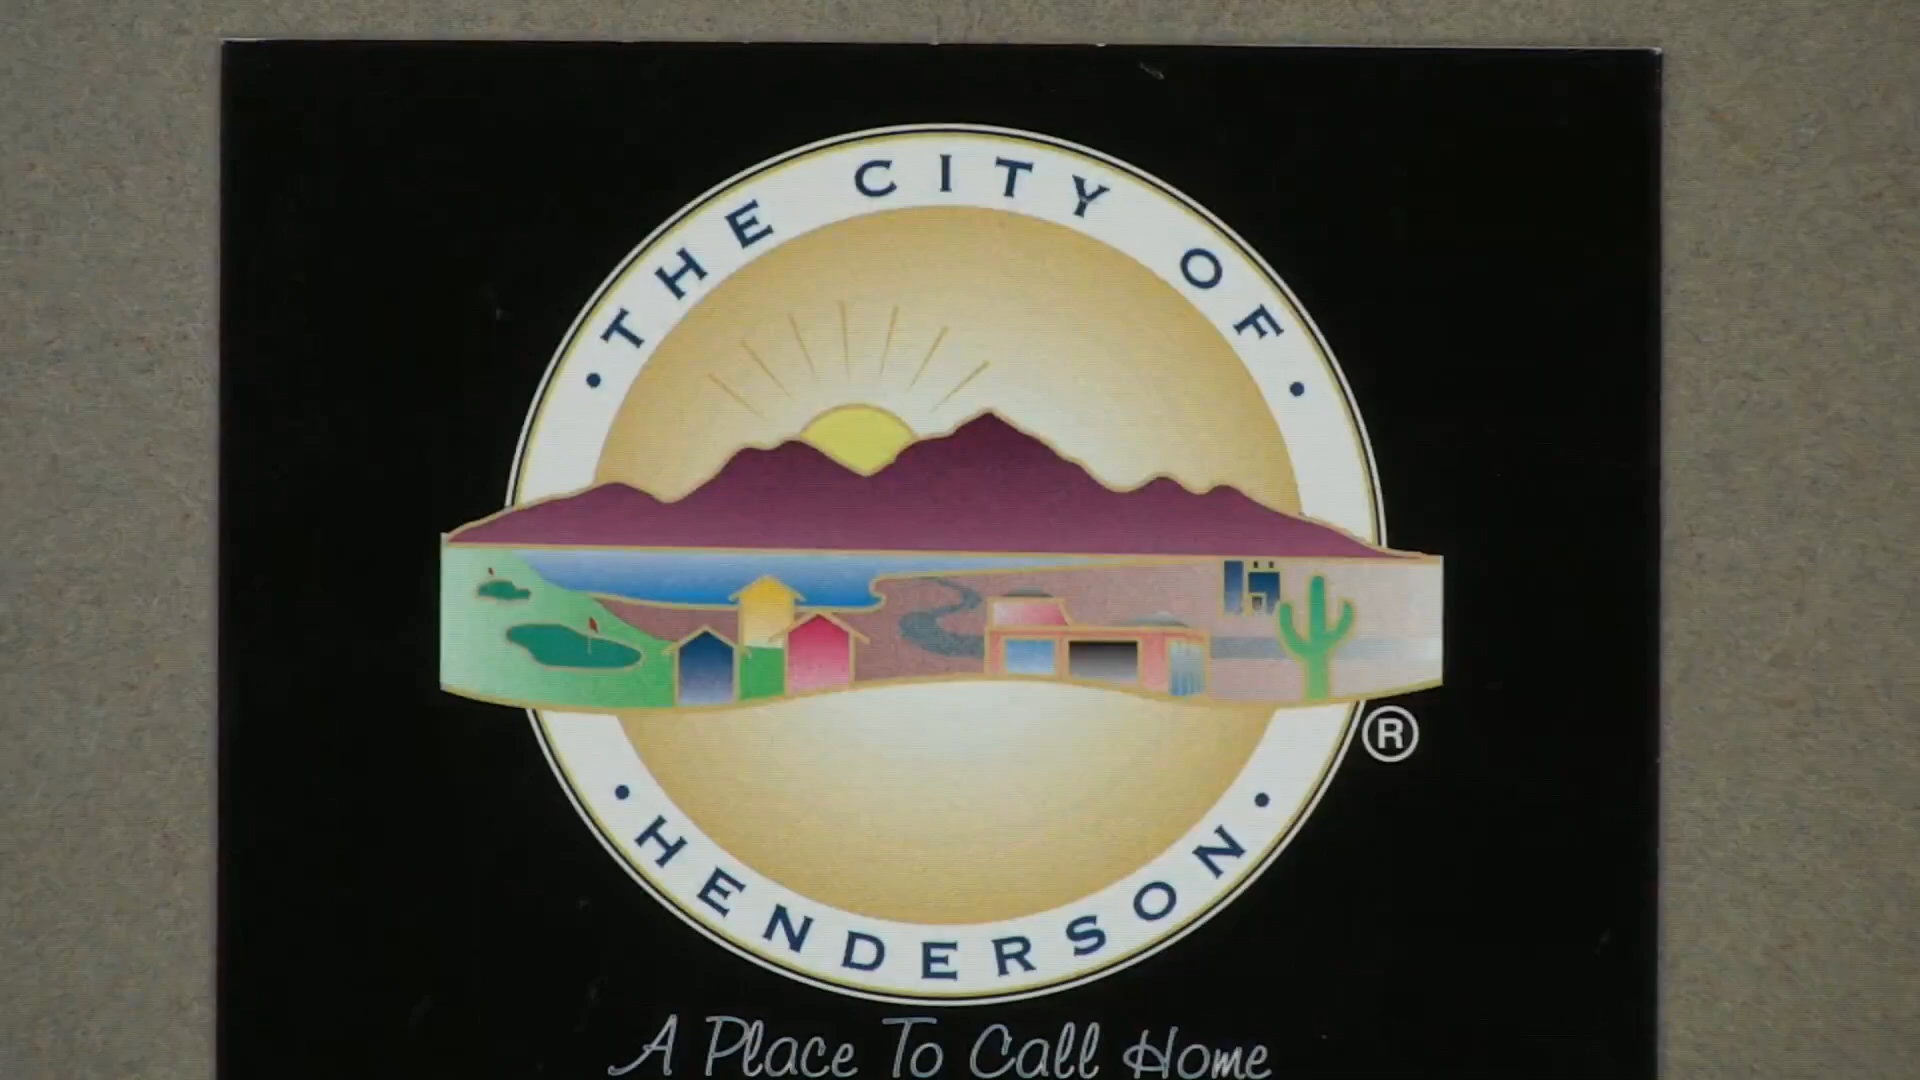 • THE CITY OF •
• HENDERSON •
®
A Place To Call Home